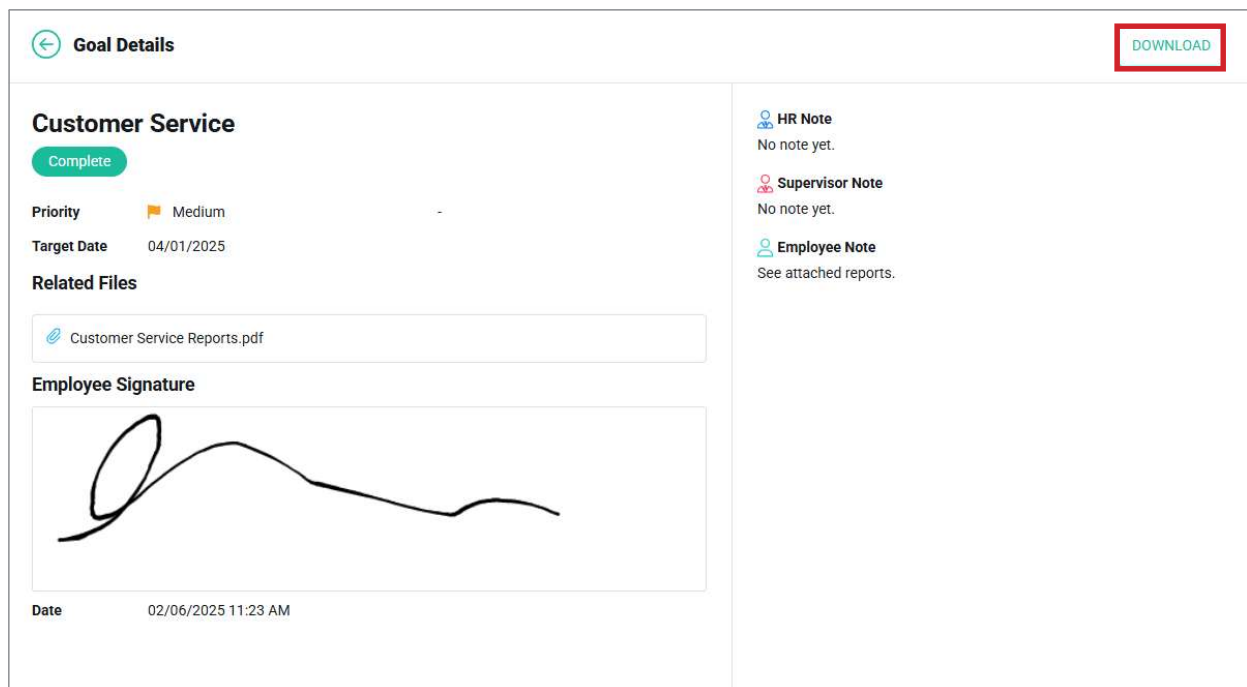 Goal Details
DOWNLOAD
Customer Service
Complete
Priority Medium -
Target Date 04/01/2025
Related Files
Customer Service Reports.pdf
Employee Signature
Date 02/06/2025 11:23 AM
HR Note
No note yet.
Supervisor Note
No note yet.
Employee Note
See attached reports.